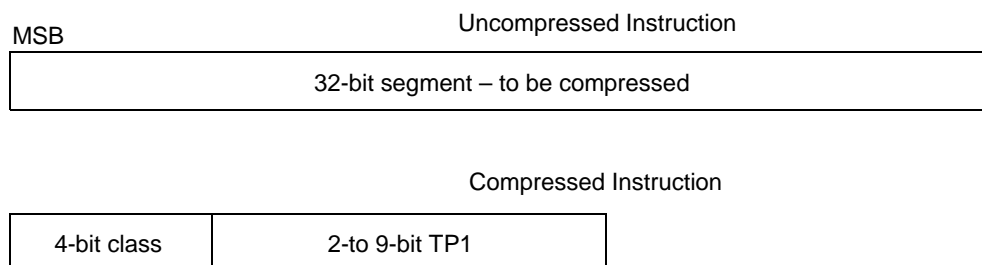 Uncompressed Instruction
MSB
32-bit segment – to be compressed
Compressed Instruction
4-bit class
2-to 9-bit TP1